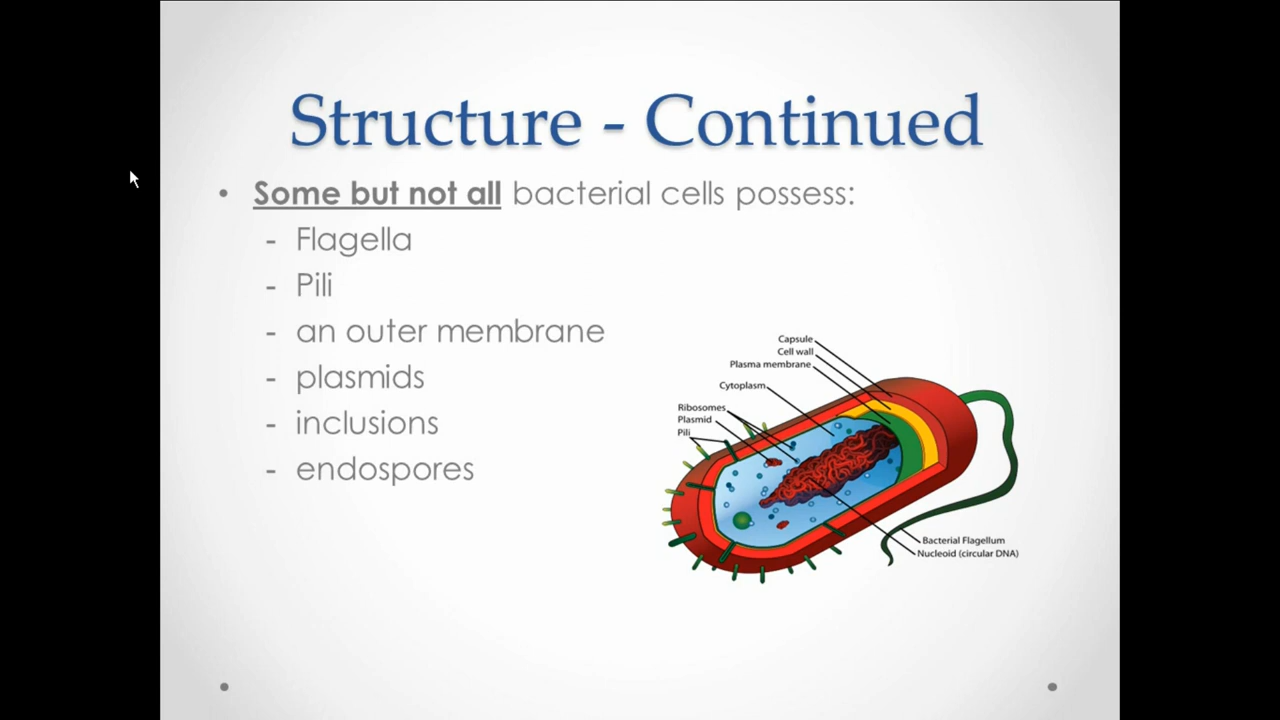 Structure - Continued
• Some but not all bacterial cells possess:
- Flagella
- Pili
- an outer membrane
- plasmids
- inclusions
- endospores
Capsule
Cell wall
Plasma membrane
Cytoplasm
Ribosomes
Plasmid
Pili
Bacterial Flagellum
Nucleoid (circular DNA)